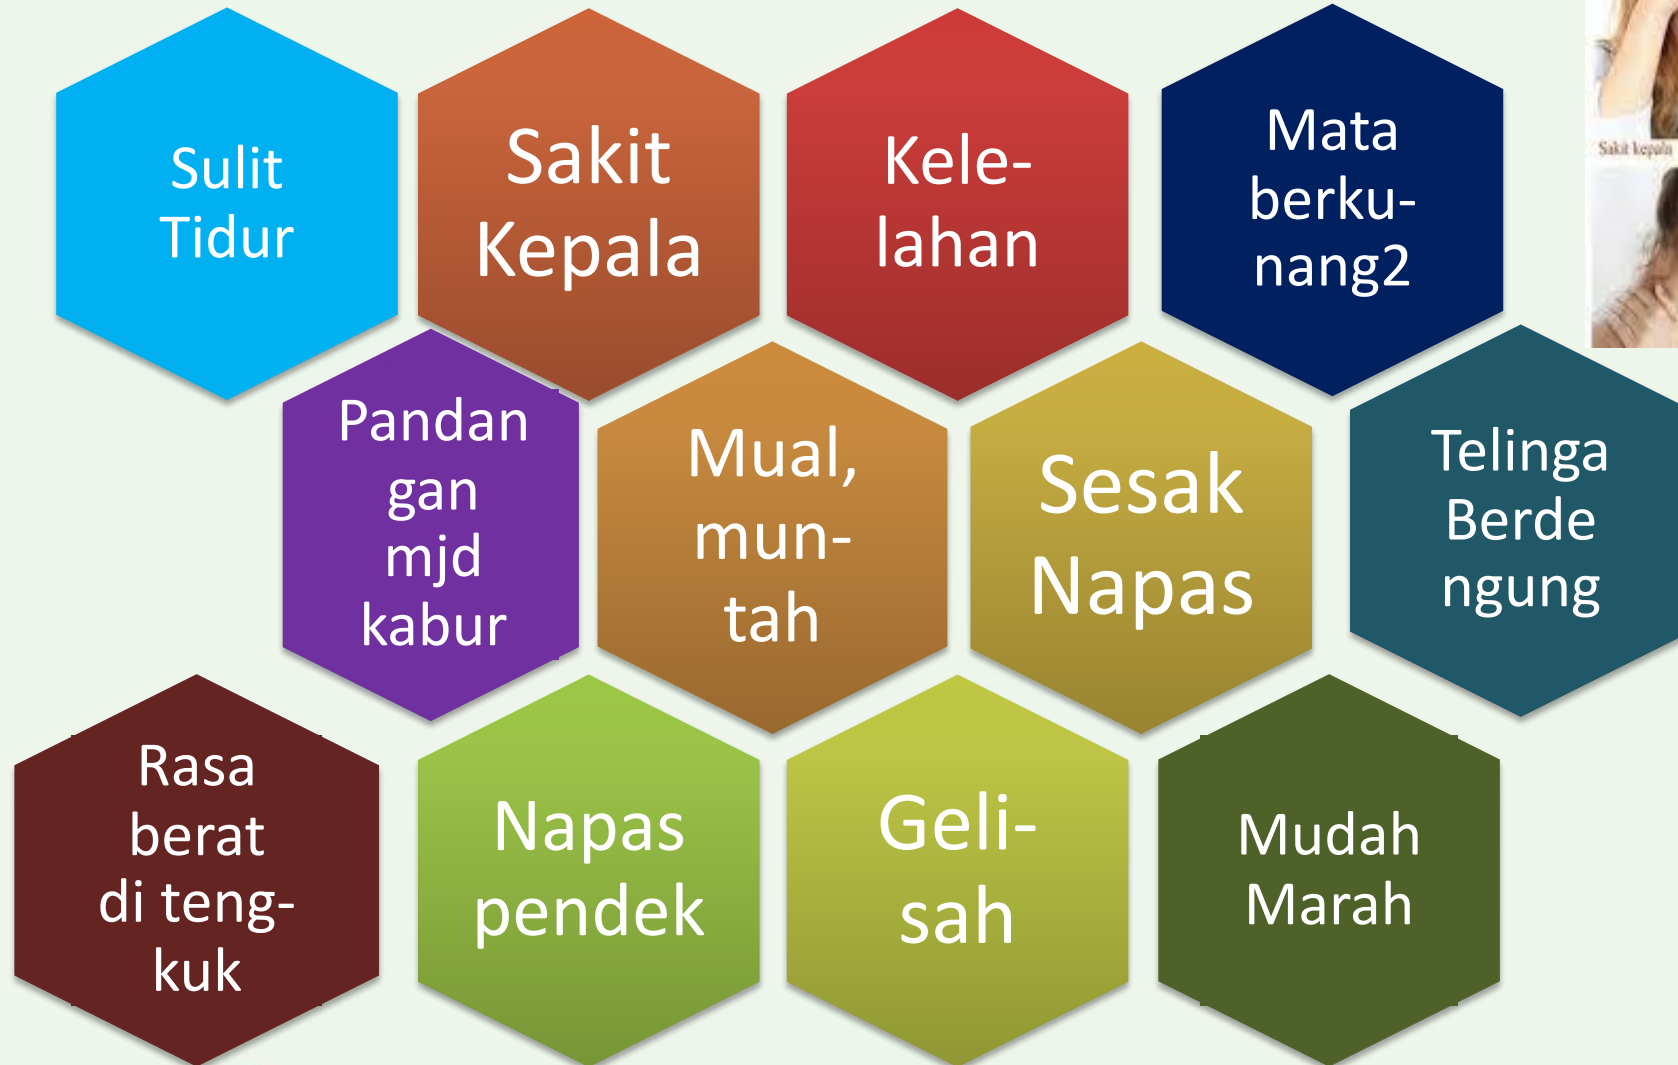 Sulit
Tidur
Sakit
Kepala
Kele-
lahan
Mata
berku-
nang2
Sakit kepala
Pandan
gan
mjd
kabur
Mual,
mun-
tah
Sesak
Napas
Telinga
Berde
ngung
Rasa
berat
di teng-
kuk
Napas
pendek
Geli-
sah
Mudah
Marah